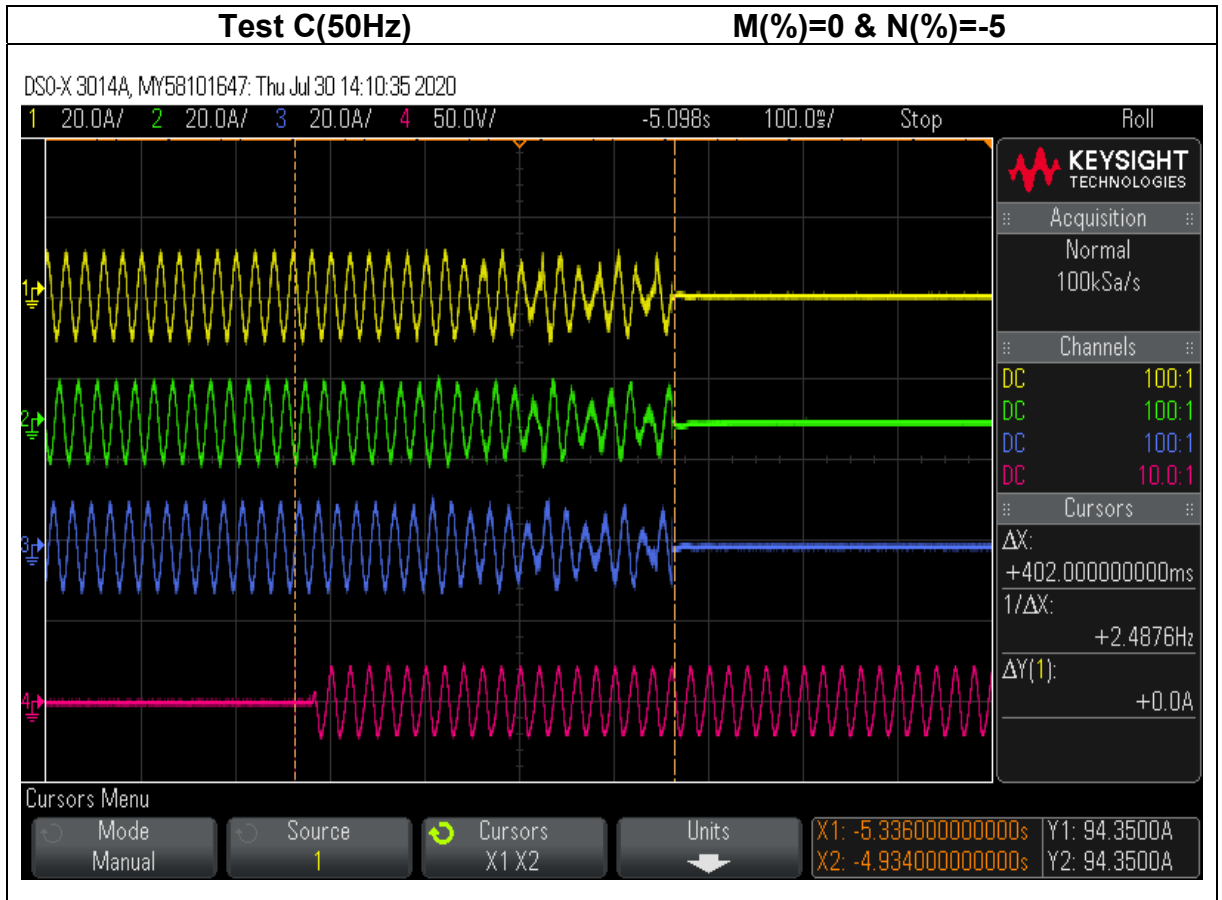 Test C(50Hz) M(%)=0 & N(%)=-5
DSO-X 3014A, MY58101647: Thu Jul 30 14:10:35 2020
1 20.0A/ 2 20.0A/ 3 20.0A/ 4 50.0V/ -5.098s 100.0ms/ Stop Roll
KEYSIGHT
TECHNOLOGIES
Acquisition
Normal
100kSa/s
Channels
DC 100:1
DC 100:1
DC 100:1
DC 10.0:1
Cursors
ΔX:
+402.000000000ms
1/ΔX:
+2.4876Hz
ΔY(1):
+0.0A
1
2
3
4
Cursors Menu
Mode
Manual
Source
1
Cursors
X1 X2
Units
X1: -5.336000000000s Y1: 94.3500A
X2: -4.934000000000s Y2: 94.3500A